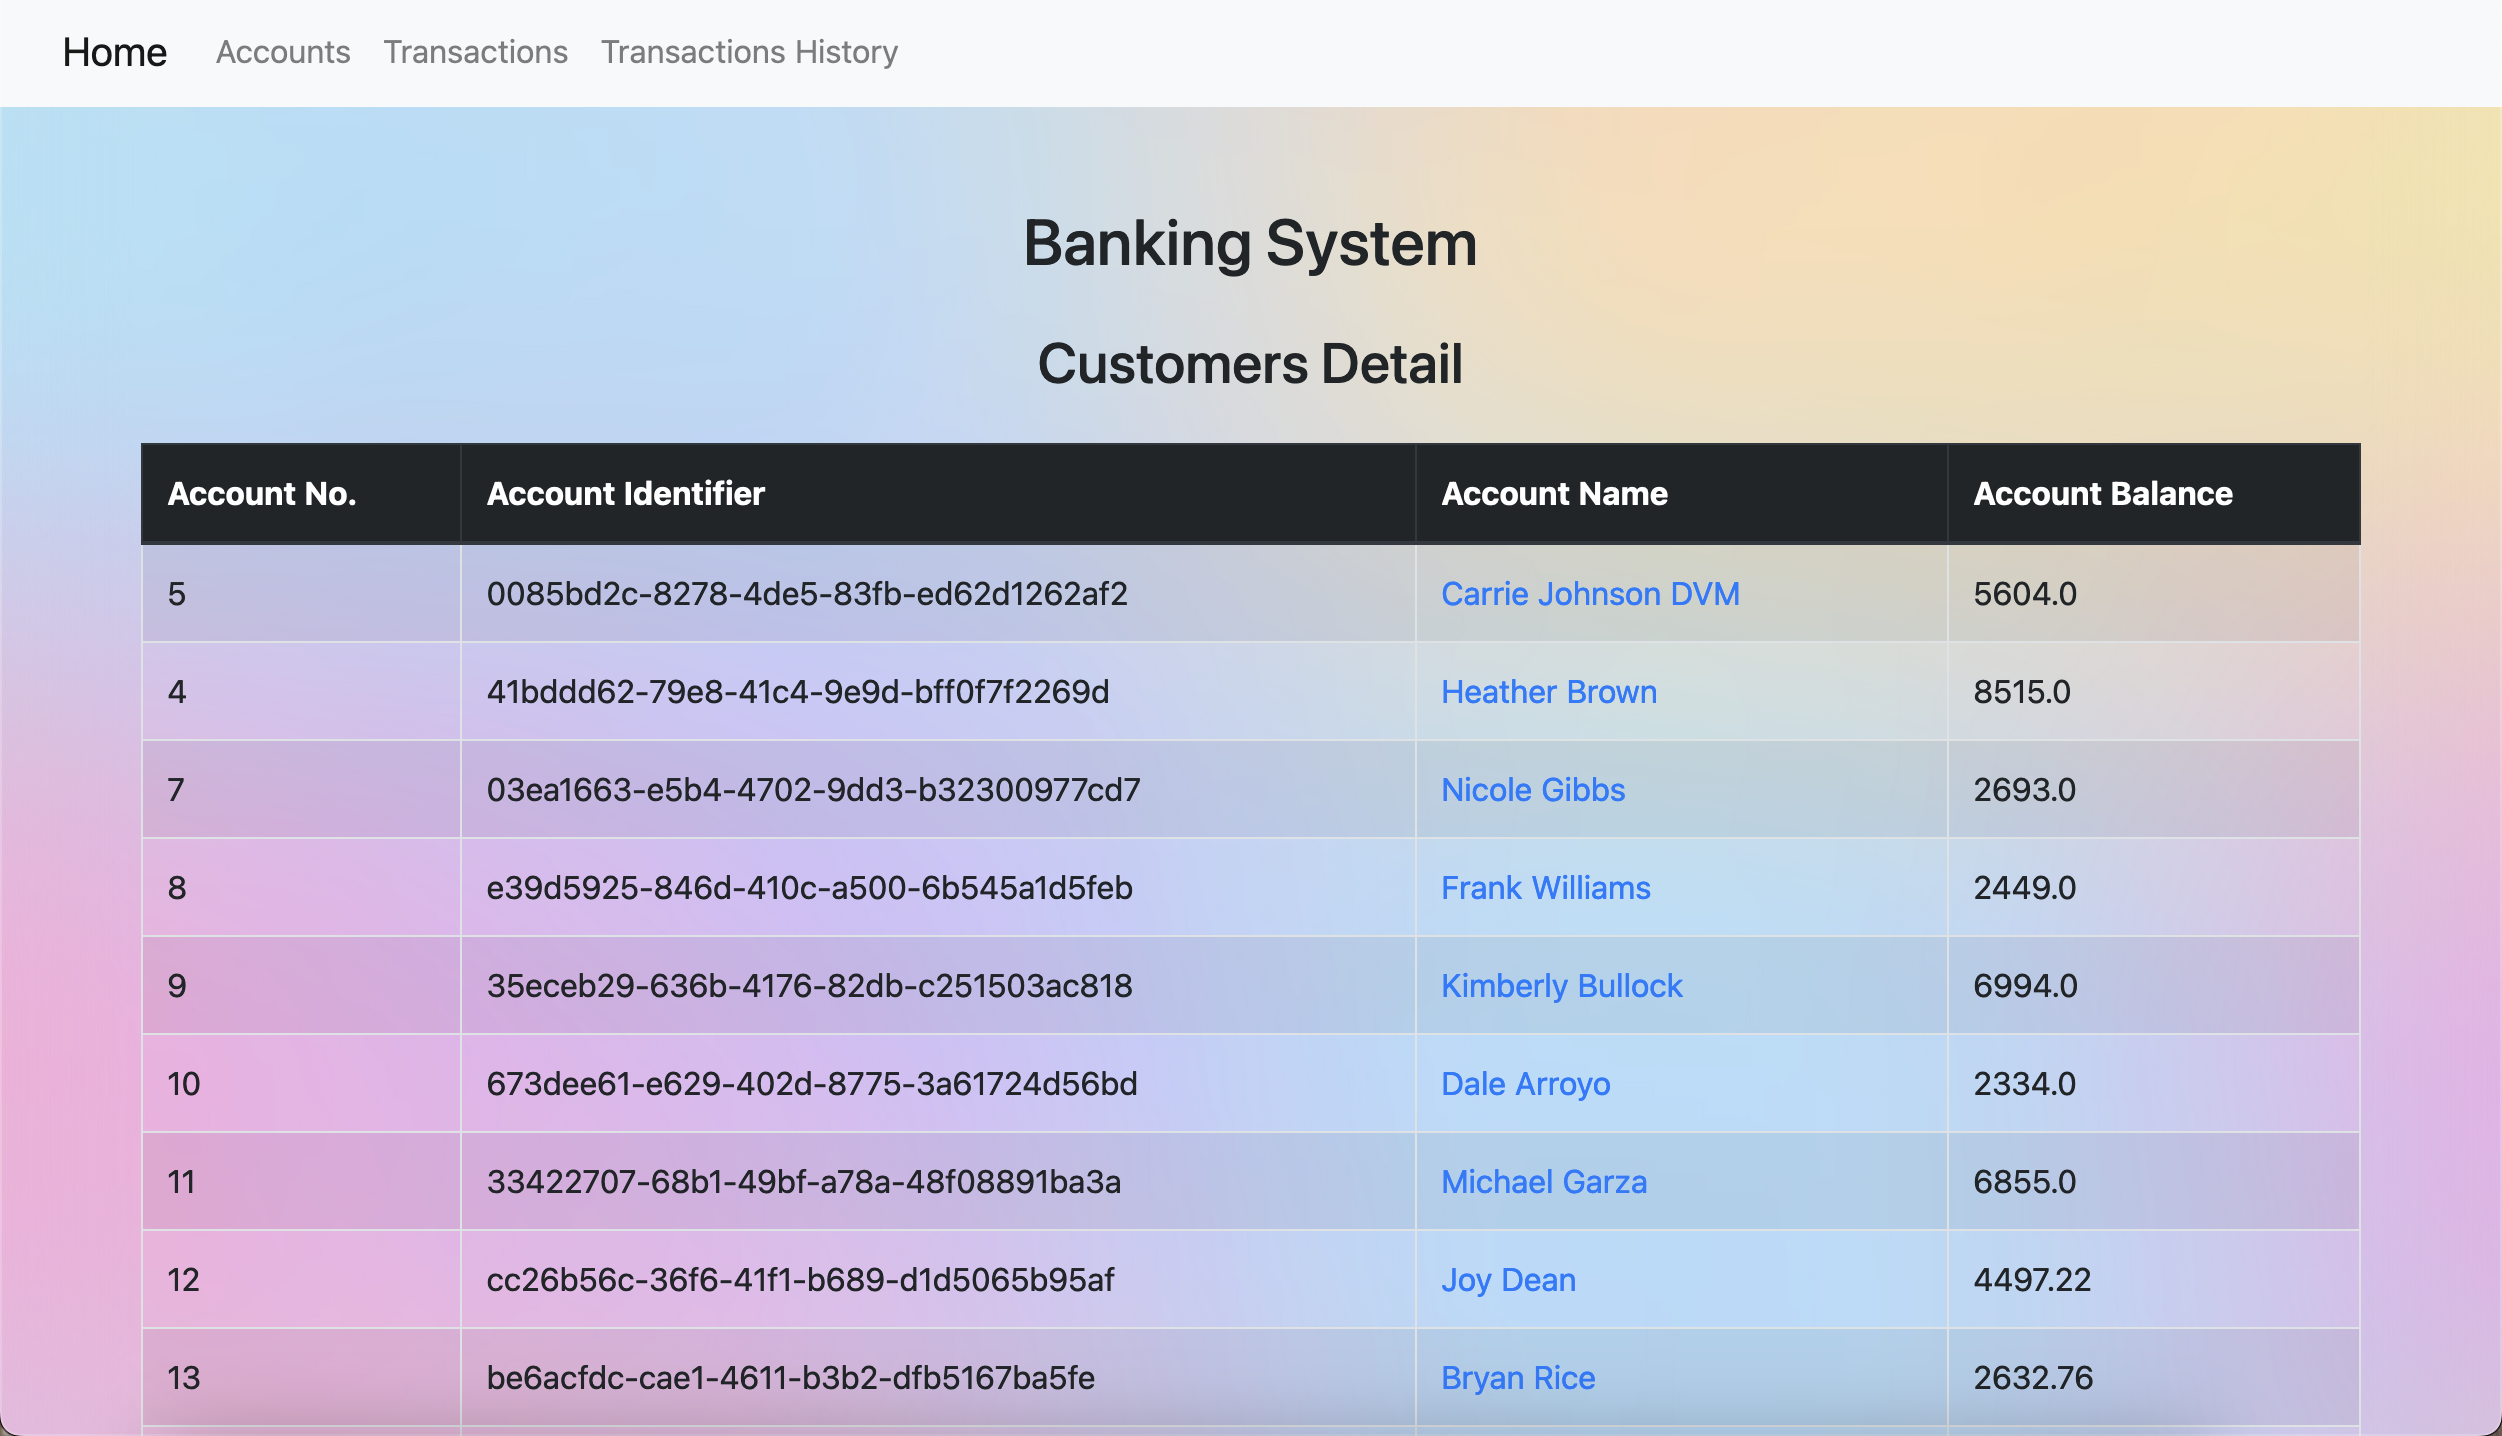 Home Accounts Transactions Transactions History
Banking System
Customers Detail
Account No. Account Identifier Account Name Account Balance
5 0085bd2c-8278-4de5-83fb-ed62d1262af2 Carrie Johnson DVM 5604.0
4 41bddd62-79e8-41c4-9e9d-bff0f7f2269d Heather Brown 8515.0
7 03ea1663-e5b4-4702-9dd3-b32300977cd7 Nicole Gibbs 2693.0
8 e39d5925-846d-410c-a500-6b545a1d5feb Frank Williams 2449.0
9 35eceb29-636b-4176-82db-c251503ac818 Kimberly Bullock 6994.0
10 673dee61-e629-402d-8775-3a61724d56bd Dale Arroyo 2334.0
11 33422707-68b1-49bf-a78a-48f08891ba3a Michael Garza 6855.0
12 cc26b56c-36f6-41f1-b689-d1d5065b95af Joy Dean 4497.22
13 be6acfdc-cae1-4611-b3b2-dfb5167ba5fe Bryan Rice 2632.76